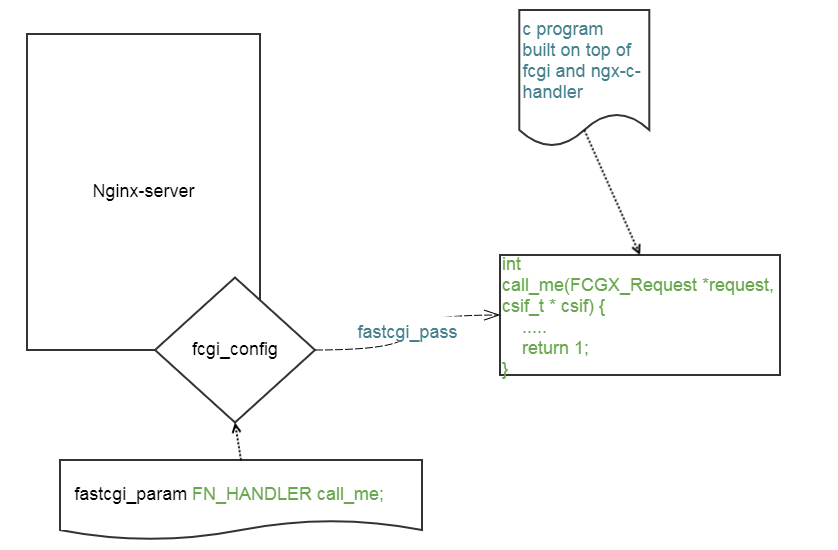 c program
built on top of
fcgi and ngx-c-
handler
Nginx-server
int
call_me(FCGX_Request *request,
csif_t * csif) {
.....
return 1;
}
fastcgi_pass
fcgi_config
fastcgi_param FN_HANDLER call_me;